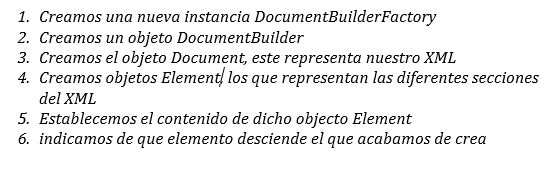 1. Creamos una nueva instancia DocumentBuilderFactory
2. Creamos un objeto DocumentBuilder
3. Creamos el objeto Document, este representa nuestro XML
4. Creamos objetos Element los que representan las diferentes secciones
del XML
5. Establecemos el contenido de dicho objecto Element
6. indicamos de que elemento desciende el que acabamos de crea